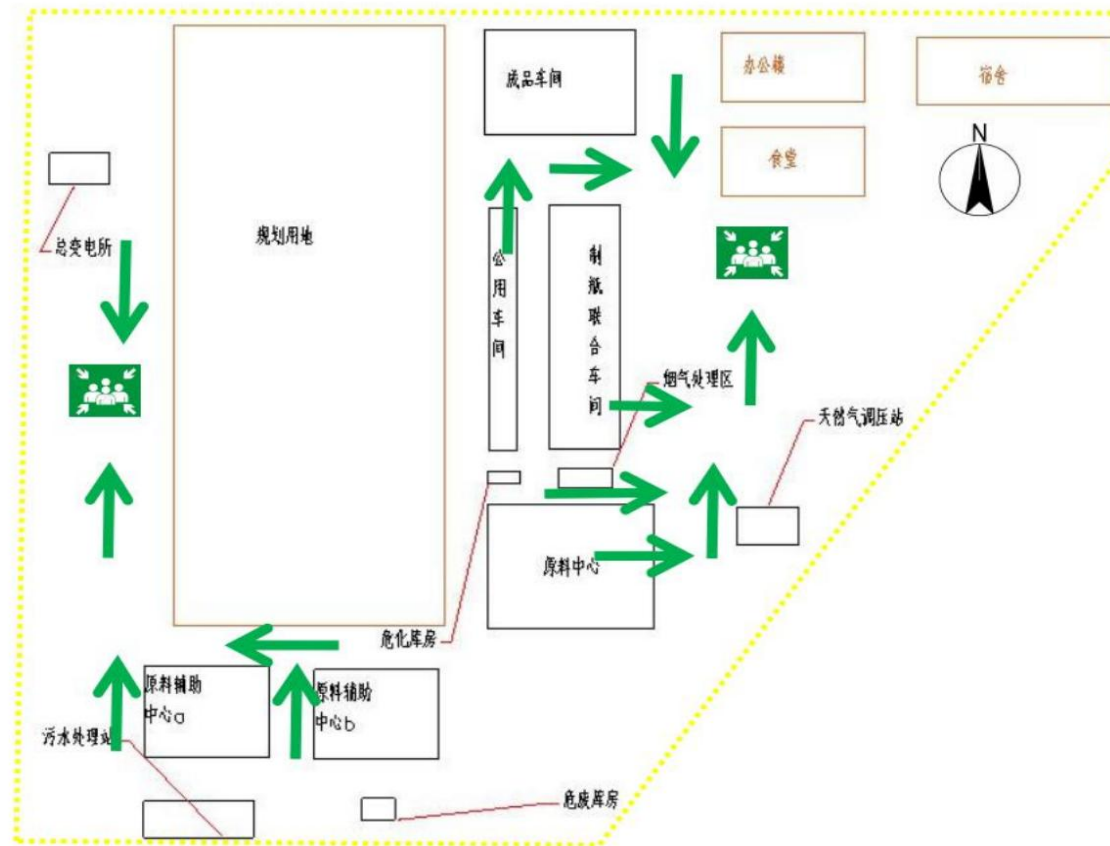 成品车间
办公楼
宿舍
食堂
N
总变电所
规划用地
公用车间
制瓶联合车间
烟气处理区
天然气调压站
原料中心
危化库房
原料辅助
中心a
原料辅助
中心b
污水处理站
危废库房